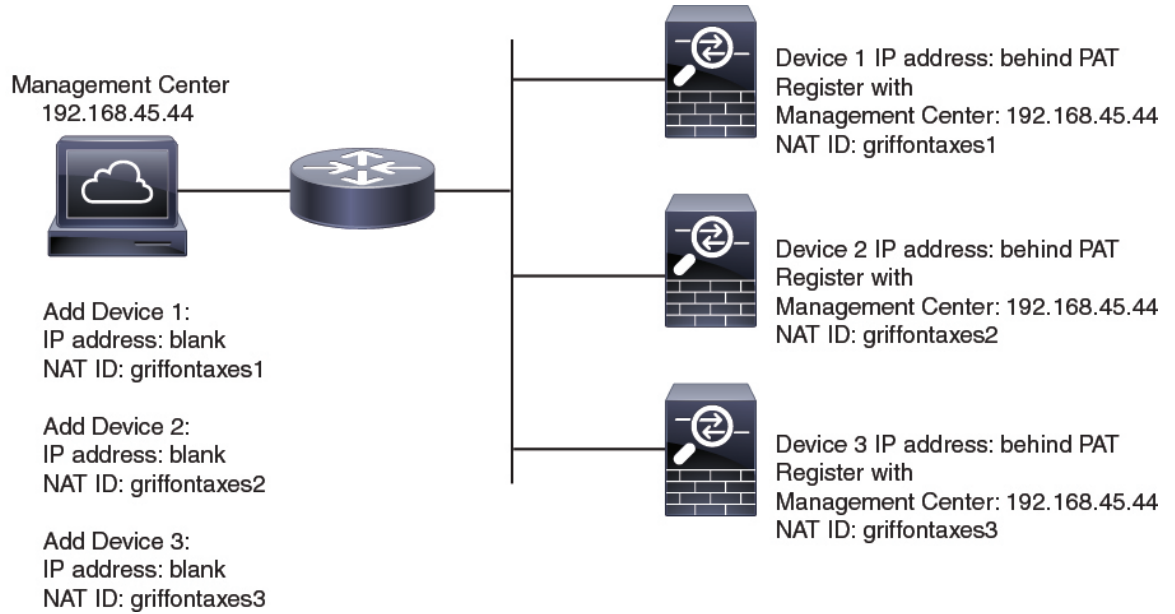 Management Center
192.168.45.44
Add Device 1:
IP address: blank
NAT ID: griffontaxes1
Add Device 2:
IP address: blank
NAT ID: griffontaxes2
Add Device 3:
IP address: blank
NAT ID: griffontaxes3
Device 1 IP address: behind PAT
Register with
Management Center: 192.168.45.44
NAT ID: griffontaxes1
Device 2 IP address: behind PAT
Register with
Management Center: 192.168.45.44
NAT ID: griffontaxes2
Device 3 IP address: behind PAT
Register with
Management Center: 192.168.45.44
NAT ID: griffontaxes3